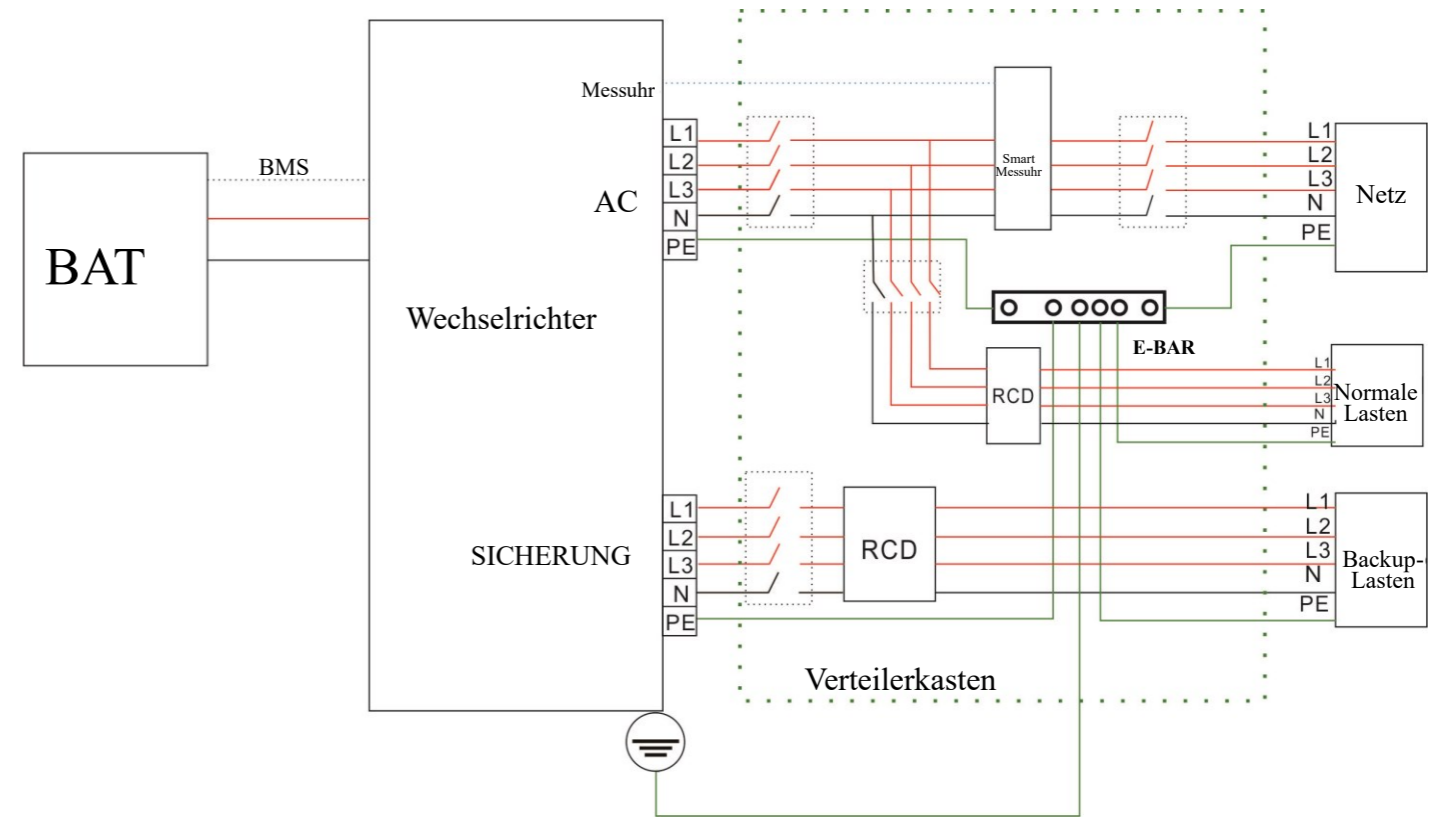 Messuhr
L1
L2
L3
N
PE
AC
BMS
BAT
Wechselrichter
Smart
Messuhr
L1
L2
L3
N
PE
Netz
E-BAR
RCD
L1
L2
L3
N
PE
Normale
Lasten
SICHERUNG
L1
L2
L3
N
PE
RCD
L1
L2
L3
N
PE
Backup-
Lasten
Verteilerkasten